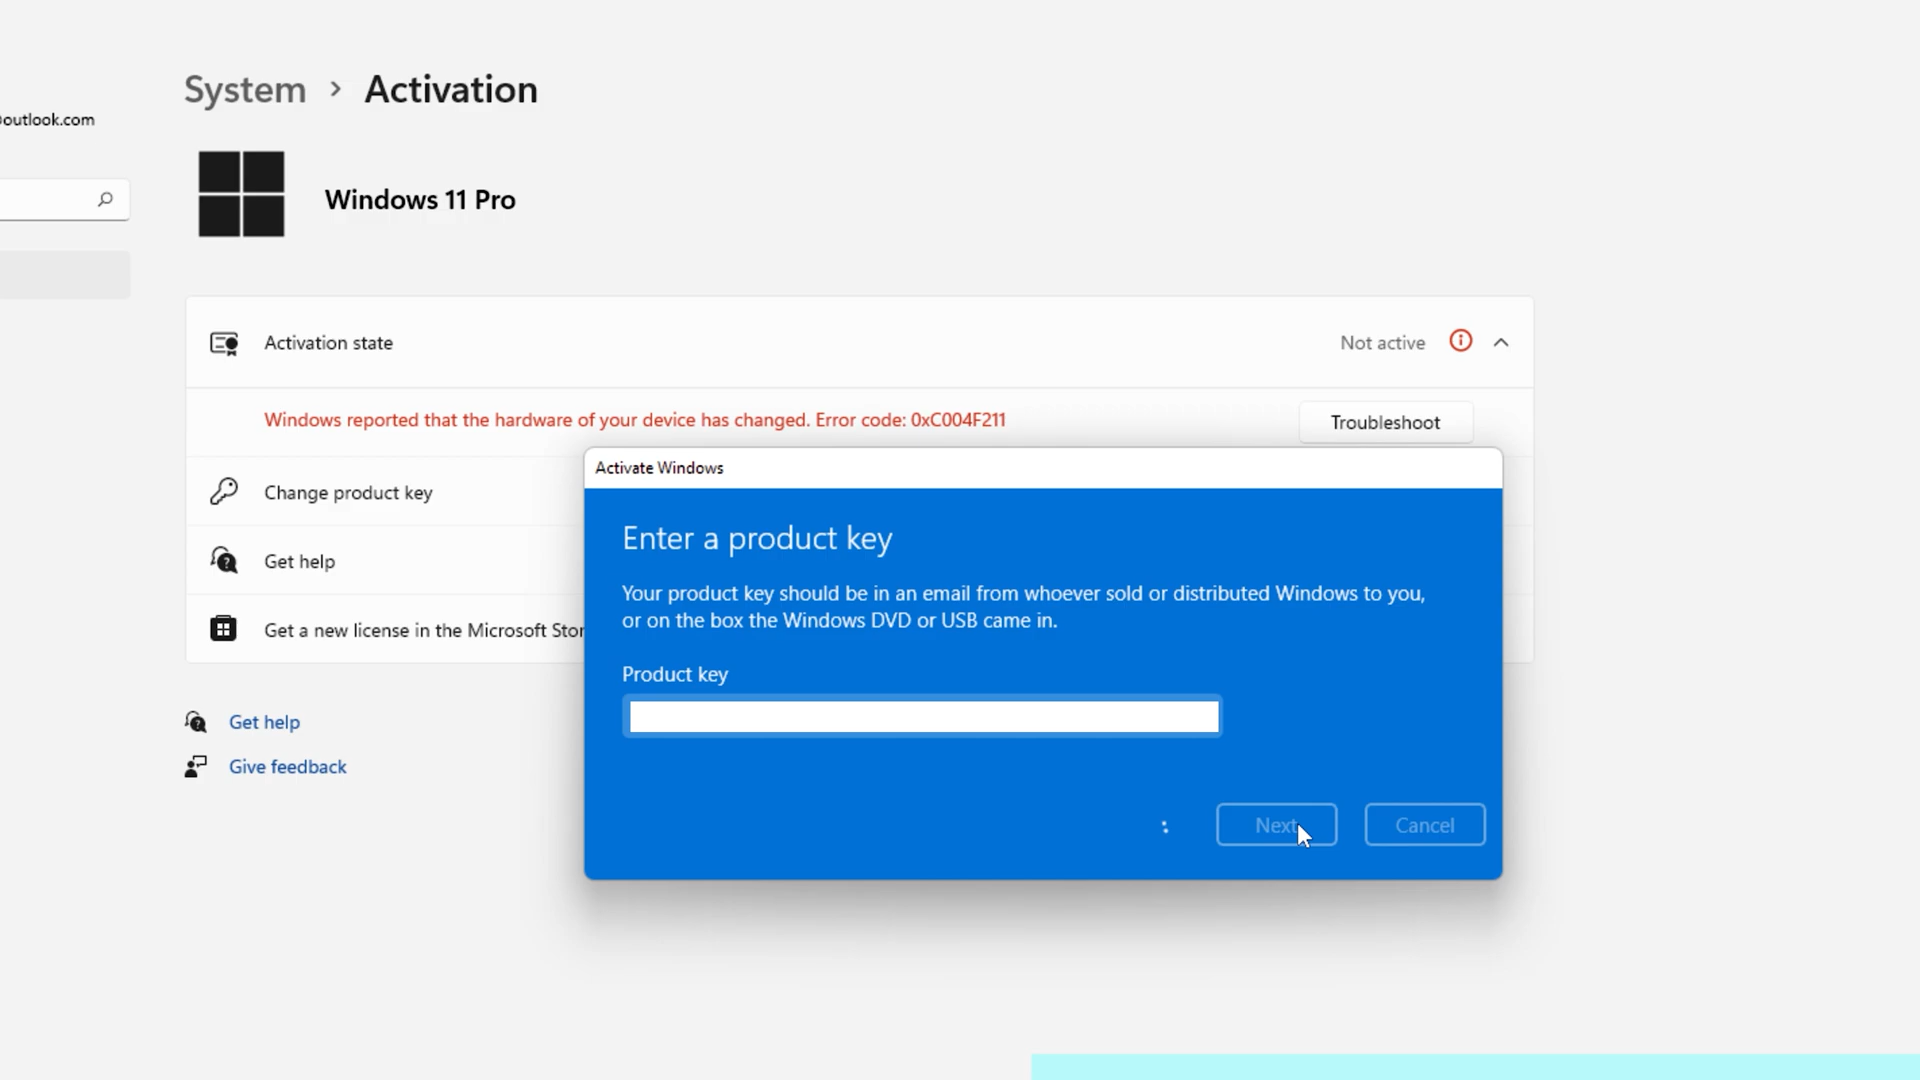 System > Activation
outlook.com
Windows 11 Pro
Activation state
Not active
Windows reported that the hardware of your device has changed. Error code: 0xC004F211
Troubleshoot
Activate Windows
Change product key
Enter a product key
Get help
Your product key should be in an email from whoever sold or distributed Windows to you,
or on the box the Windows DVD or USB came in.
Get a new license in the Microsoft Stor
Product key
Get help
Give feedback
Next
Cancel